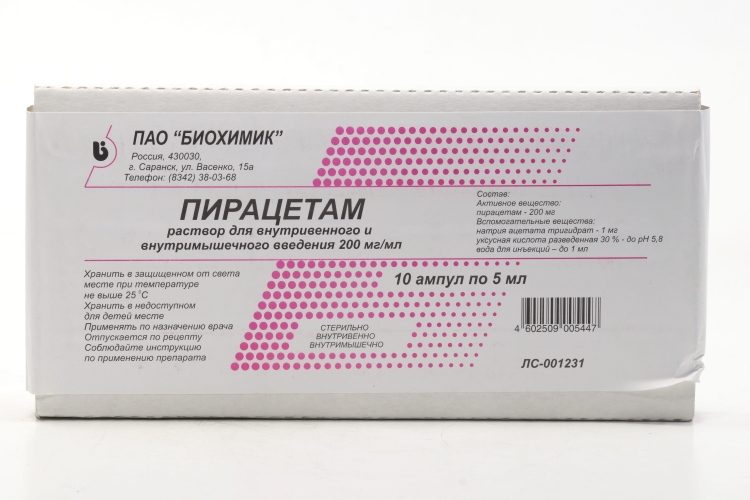 ПАО "БИОХИМИК"
Россия, 430030,
г. Саранск, ул. Васенко, 15а
Телефон: (8342) 38-03-68
ПИРАЦЕТАМ
раствор для внутривенного и
внутримышечного введения 200 мг/мл
Состав:
Активное вещество:
пирацетам - 200 мг
Вспомогательные вещества:
натрия ацетата тригидрат - 1 мг
уксусная кислота разведенная 30 % - до pH 5,8
вода для инъекций – до 1 мл
Хранить в защищенном от света
месте при температуре
не выше 25 °C
Хранить в недоступном
для детей месте
Применять по назначению врача
Отпускается по рецепту
Соблюдайте инструкцию
по применению препарата
10 ампул по 5 мл
СТЕРИЛЬНО
ВНУТРИВЕННО
ВНУТРИМЫШЕЧНО
4 602509 005447
ЛС-001231